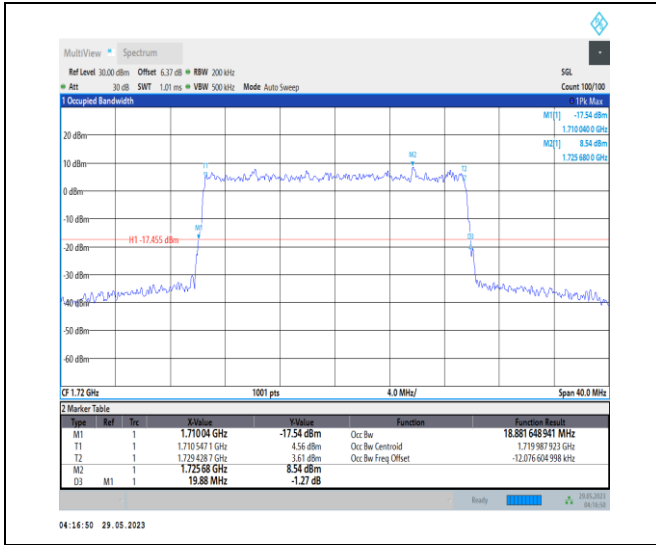 MultiView Spectrum
Ref Level 30.00 dBm Offset 6.37 dB RBW 200 kHz SGL
Att 30 dB SWT 1.01 ms VBW 500 kHz Mode Auto Sweep Count 100/100
1 Occupied Bandwidth 1Pk Max
M1[1] -17.54 dBm
1.710 040 0 GHz
M2[1] 8.54 dBm
1.725 680 0 GHz
20 dBm
10 dBm
0 dBm
-10 dBm
-20 dBm
-30 dBm
-40 dBm
-50 dBm
-60 dBm
T1
M2
T2
M1
D3
H1 -17.455 dBm
CF 1.72 GHz 1001 pts 4.0 MHz/ Span 40.0 MHz
2 Marker Table
Type Ref Trc X-Value Y-Value Function Function Result
M1 1 1.71004 GHz -17.54 dBm Occ Bw 18.881 648 941 MHz
T1 1 1.710 547 1 GHz 4.56 dBm Occ Bw Centroid 1.719 987 923 GHz
T2 1 1.729 428 7 GHz 3.61 dBm Occ Bw Freq Offset -12.076 604 998 kHz
M2 1 1.72568 GHz 8.54 dBm
D3 M1 1 19.88 MHz -1.27 dB
Ready 29.05.2023
04:16:50
04:16:50 29.05.2023